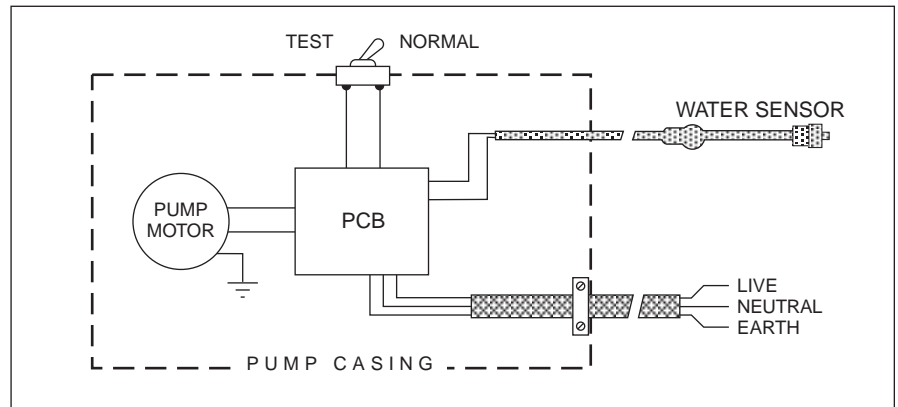 TEST NORMAL
WATER SENSOR
PUMP
MOTOR
PCB
LIVE
NEUTRAL
EARTH
PUMP CASING